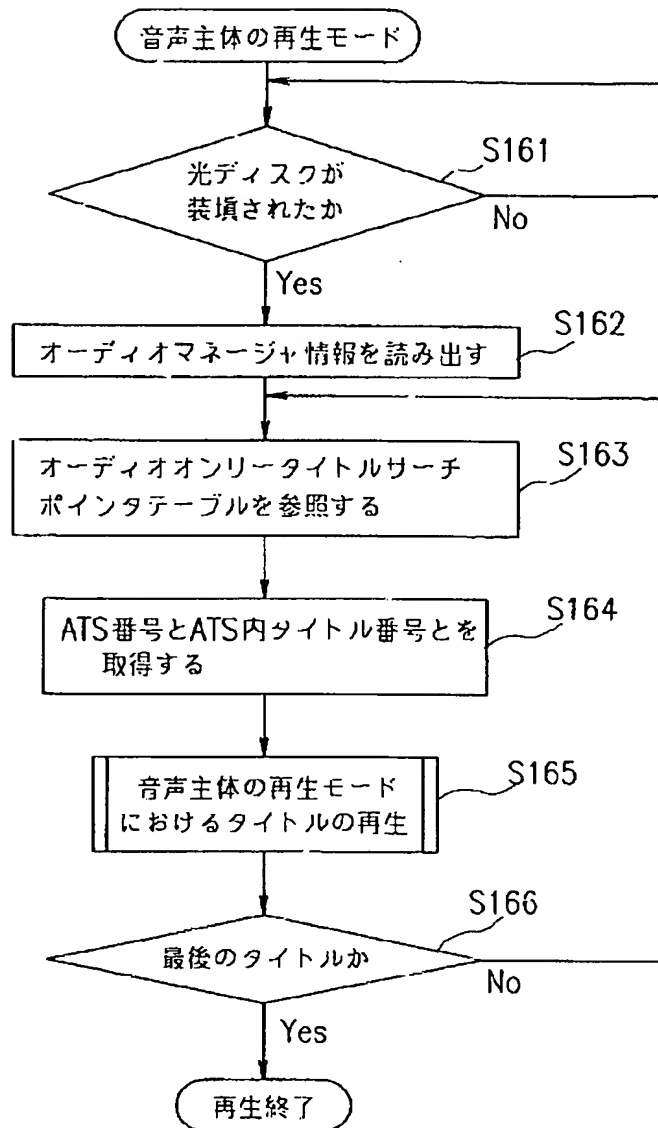 音声主体の再生モード
S161
光ディスクが
装填されたか
No
Yes
S162
オーディオマネージャ情報を読み出す
S163
オーディオオンリータイトルサーチ
ポインタテーブルを参照する
S164
ATS番号とATS内タイトル番号とを
取得する
S165
音声主体の再生モード
におけるタイトルの再生
S166
最後のタイトルか
No
Yes
再生終了